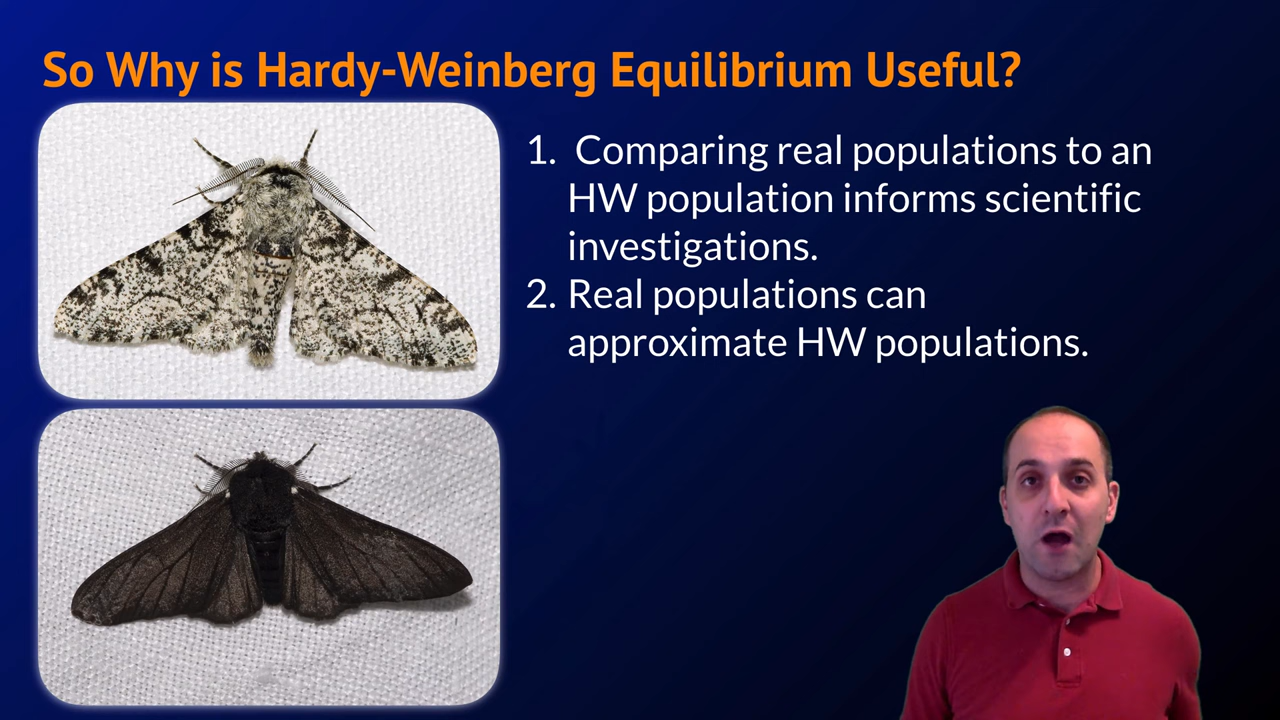 So Why is Hardy-Weinberg Equilibrium Useful?
1. Comparing real populations to an
HW population informs scientific
investigations.
2. Real populations can
approximate HW populations.